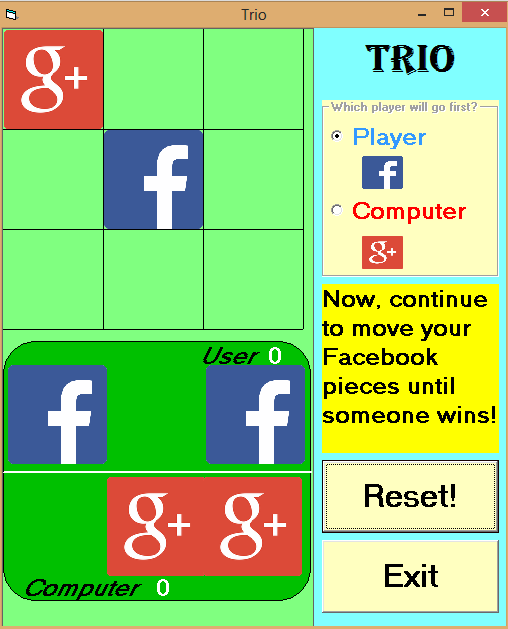 Trio
g+
TRIO
Which player will go first?
Player
f
f
Computer
g+
Now, continue
to move your
Facebook
pieces until
someone wins!
User 0
f
f
g+
g+
Computer 0
Reset!
Exit